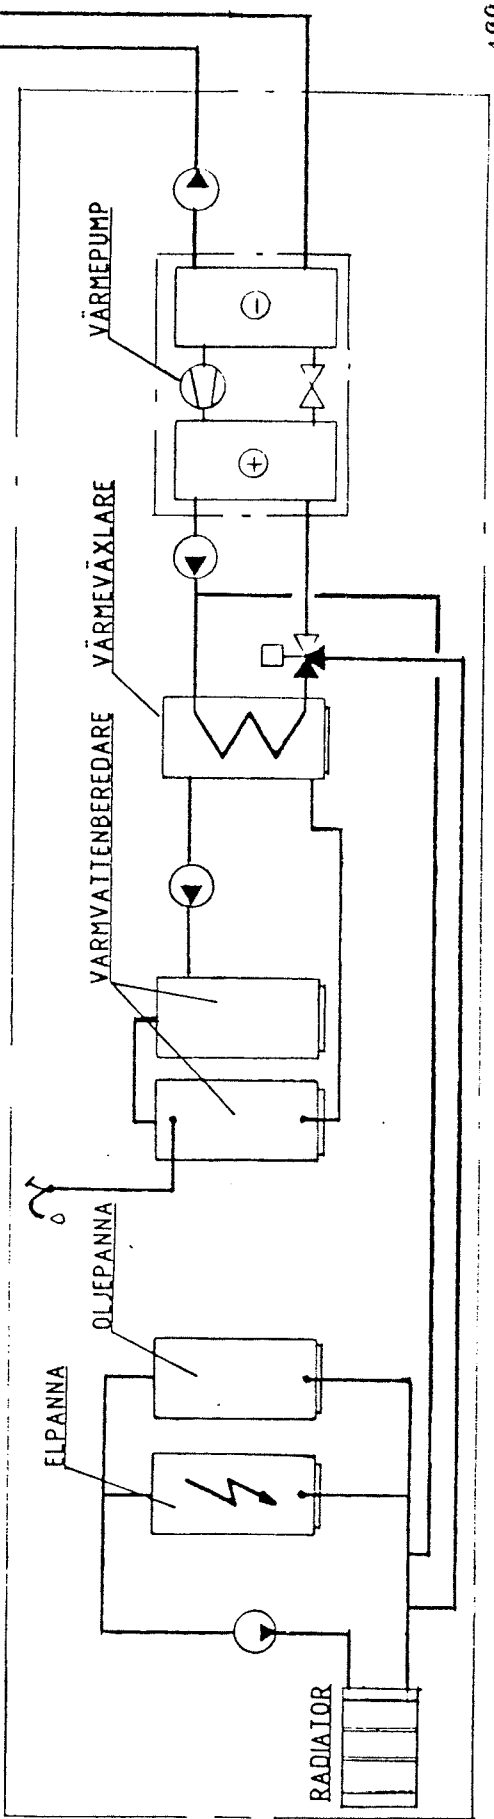 ELPANNA
OLJEPANNA
VARMVATTENBEREDARE
VÄRMEVÄXLARE
VÄRMEPUMP
RADIATOR
+
−